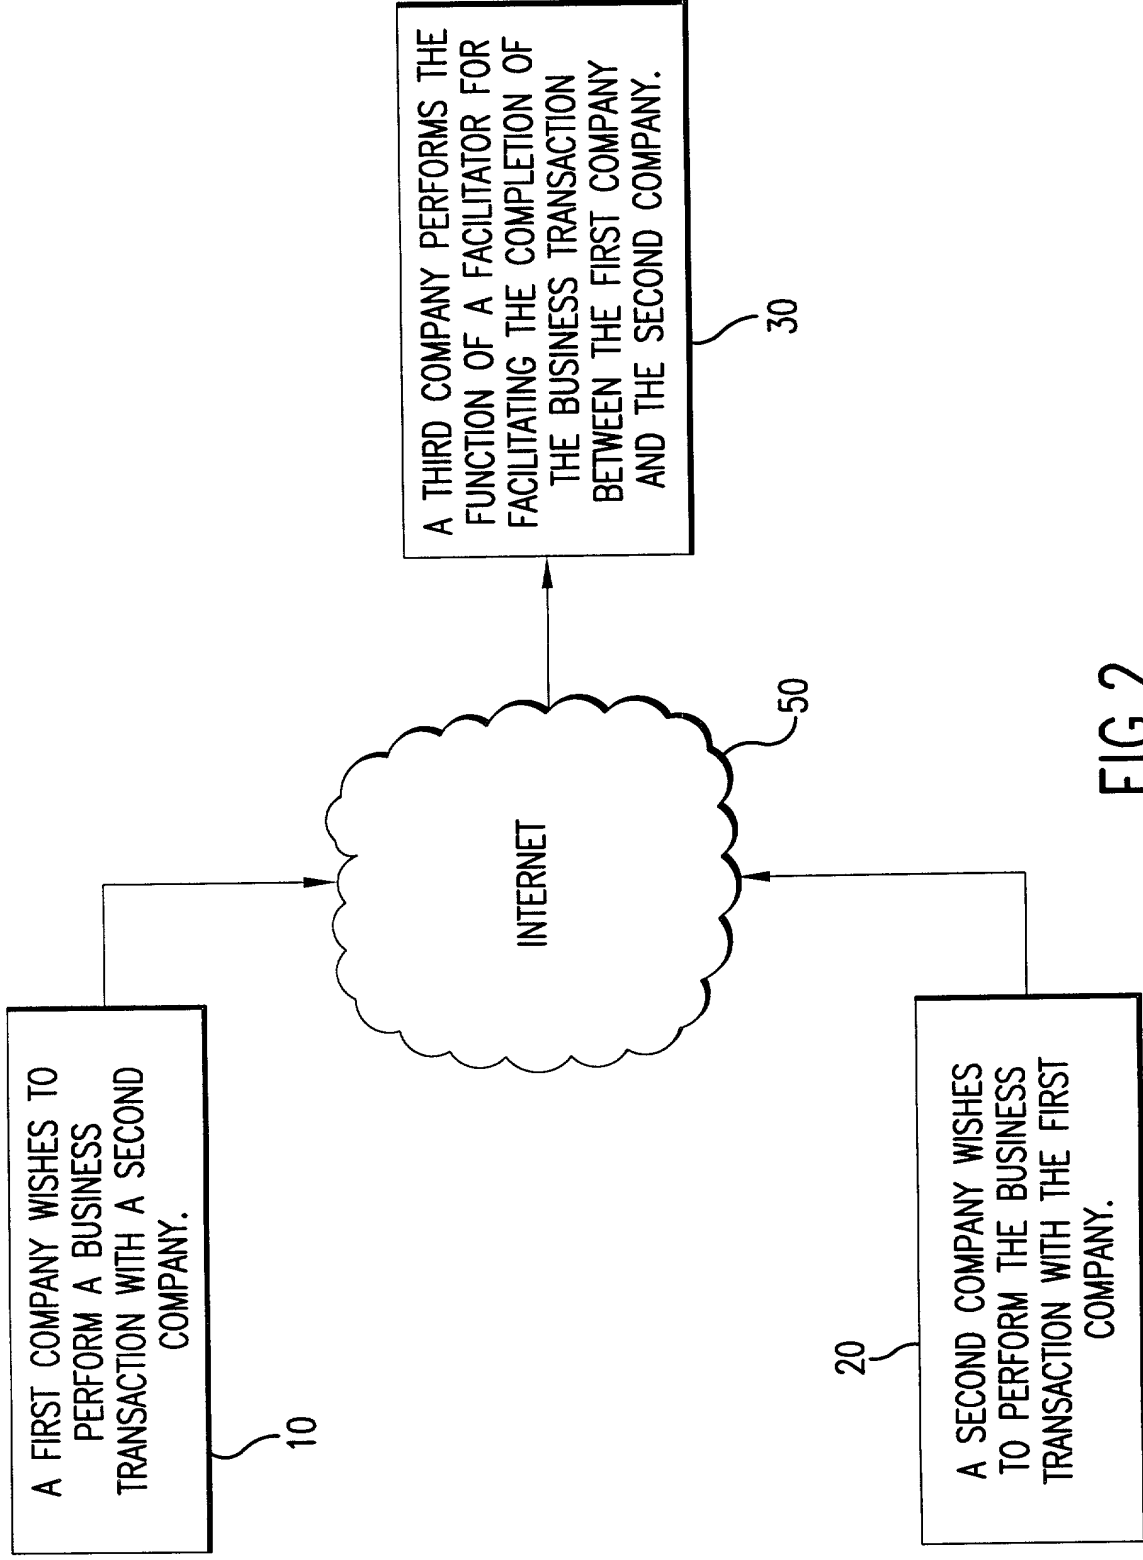 A FIRST COMPANY WISHES TO
PERFORM A BUSINESS
TRANSACTION WITH A SECOND
COMPANY.
10
INTERNET
50
A THIRD COMPANY PERFORMS THE
FUNCTION OF A FACILITATOR FOR
FACILITATING THE COMPLETION OF
THE BUSINESS TRANSACTION
BETWEEN THE FIRST COMPANY
AND THE SECOND COMPANY.
30
20
A SECOND COMPANY WISHES
TO PERFORM THE BUSINESS
TRANSACTION WITH THE FIRST
COMPANY.
FIG.2